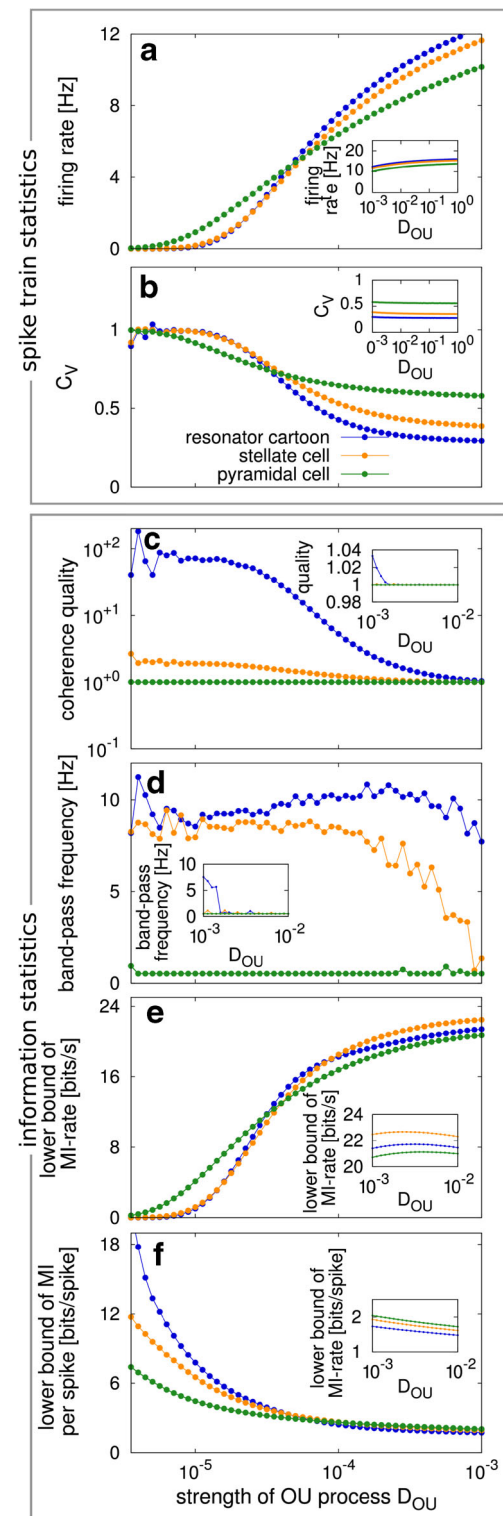 spike train statistics
a
firing rate [Hz]
12
8
4
0
firing
rate [Hz]
20
10
0
10⁻³ 10⁻² 10⁻¹ 10⁰
D_OU
b
C_V
1
0.5
0
C_V
1
0.5
0
10⁻³ 10⁻² 10⁻¹ 10⁰
D_OU
resonator cartoon
stellate cell
pyramidal cell
information statistics
c
coherence quality
10⁺²
10⁺¹
10⁺⁰
10⁻¹
quality
1.04
1.02
1
0.98
10⁻³ 10⁻²
D_OU
d
band-pass frequency [Hz]
10
5
0
band-pass
frequency [Hz]
10
5
0
10⁻³ 10⁻²
D_OU
e
lower bound of
MI-rate [bits/s]
24
16
8
0
lower bound of
MI-rate [bits/s]
24
22
21
20
10⁻³ 10⁻²
D_OU
f
lower bound of MI
per spike [bits/spike]
18
12
6
0
lower bound of
MI-rate [bits/spike]
2
1
10⁻³ 10⁻²
D_OU
10⁻⁵ 10⁻⁴ 10⁻³
strength of OU process D_OU